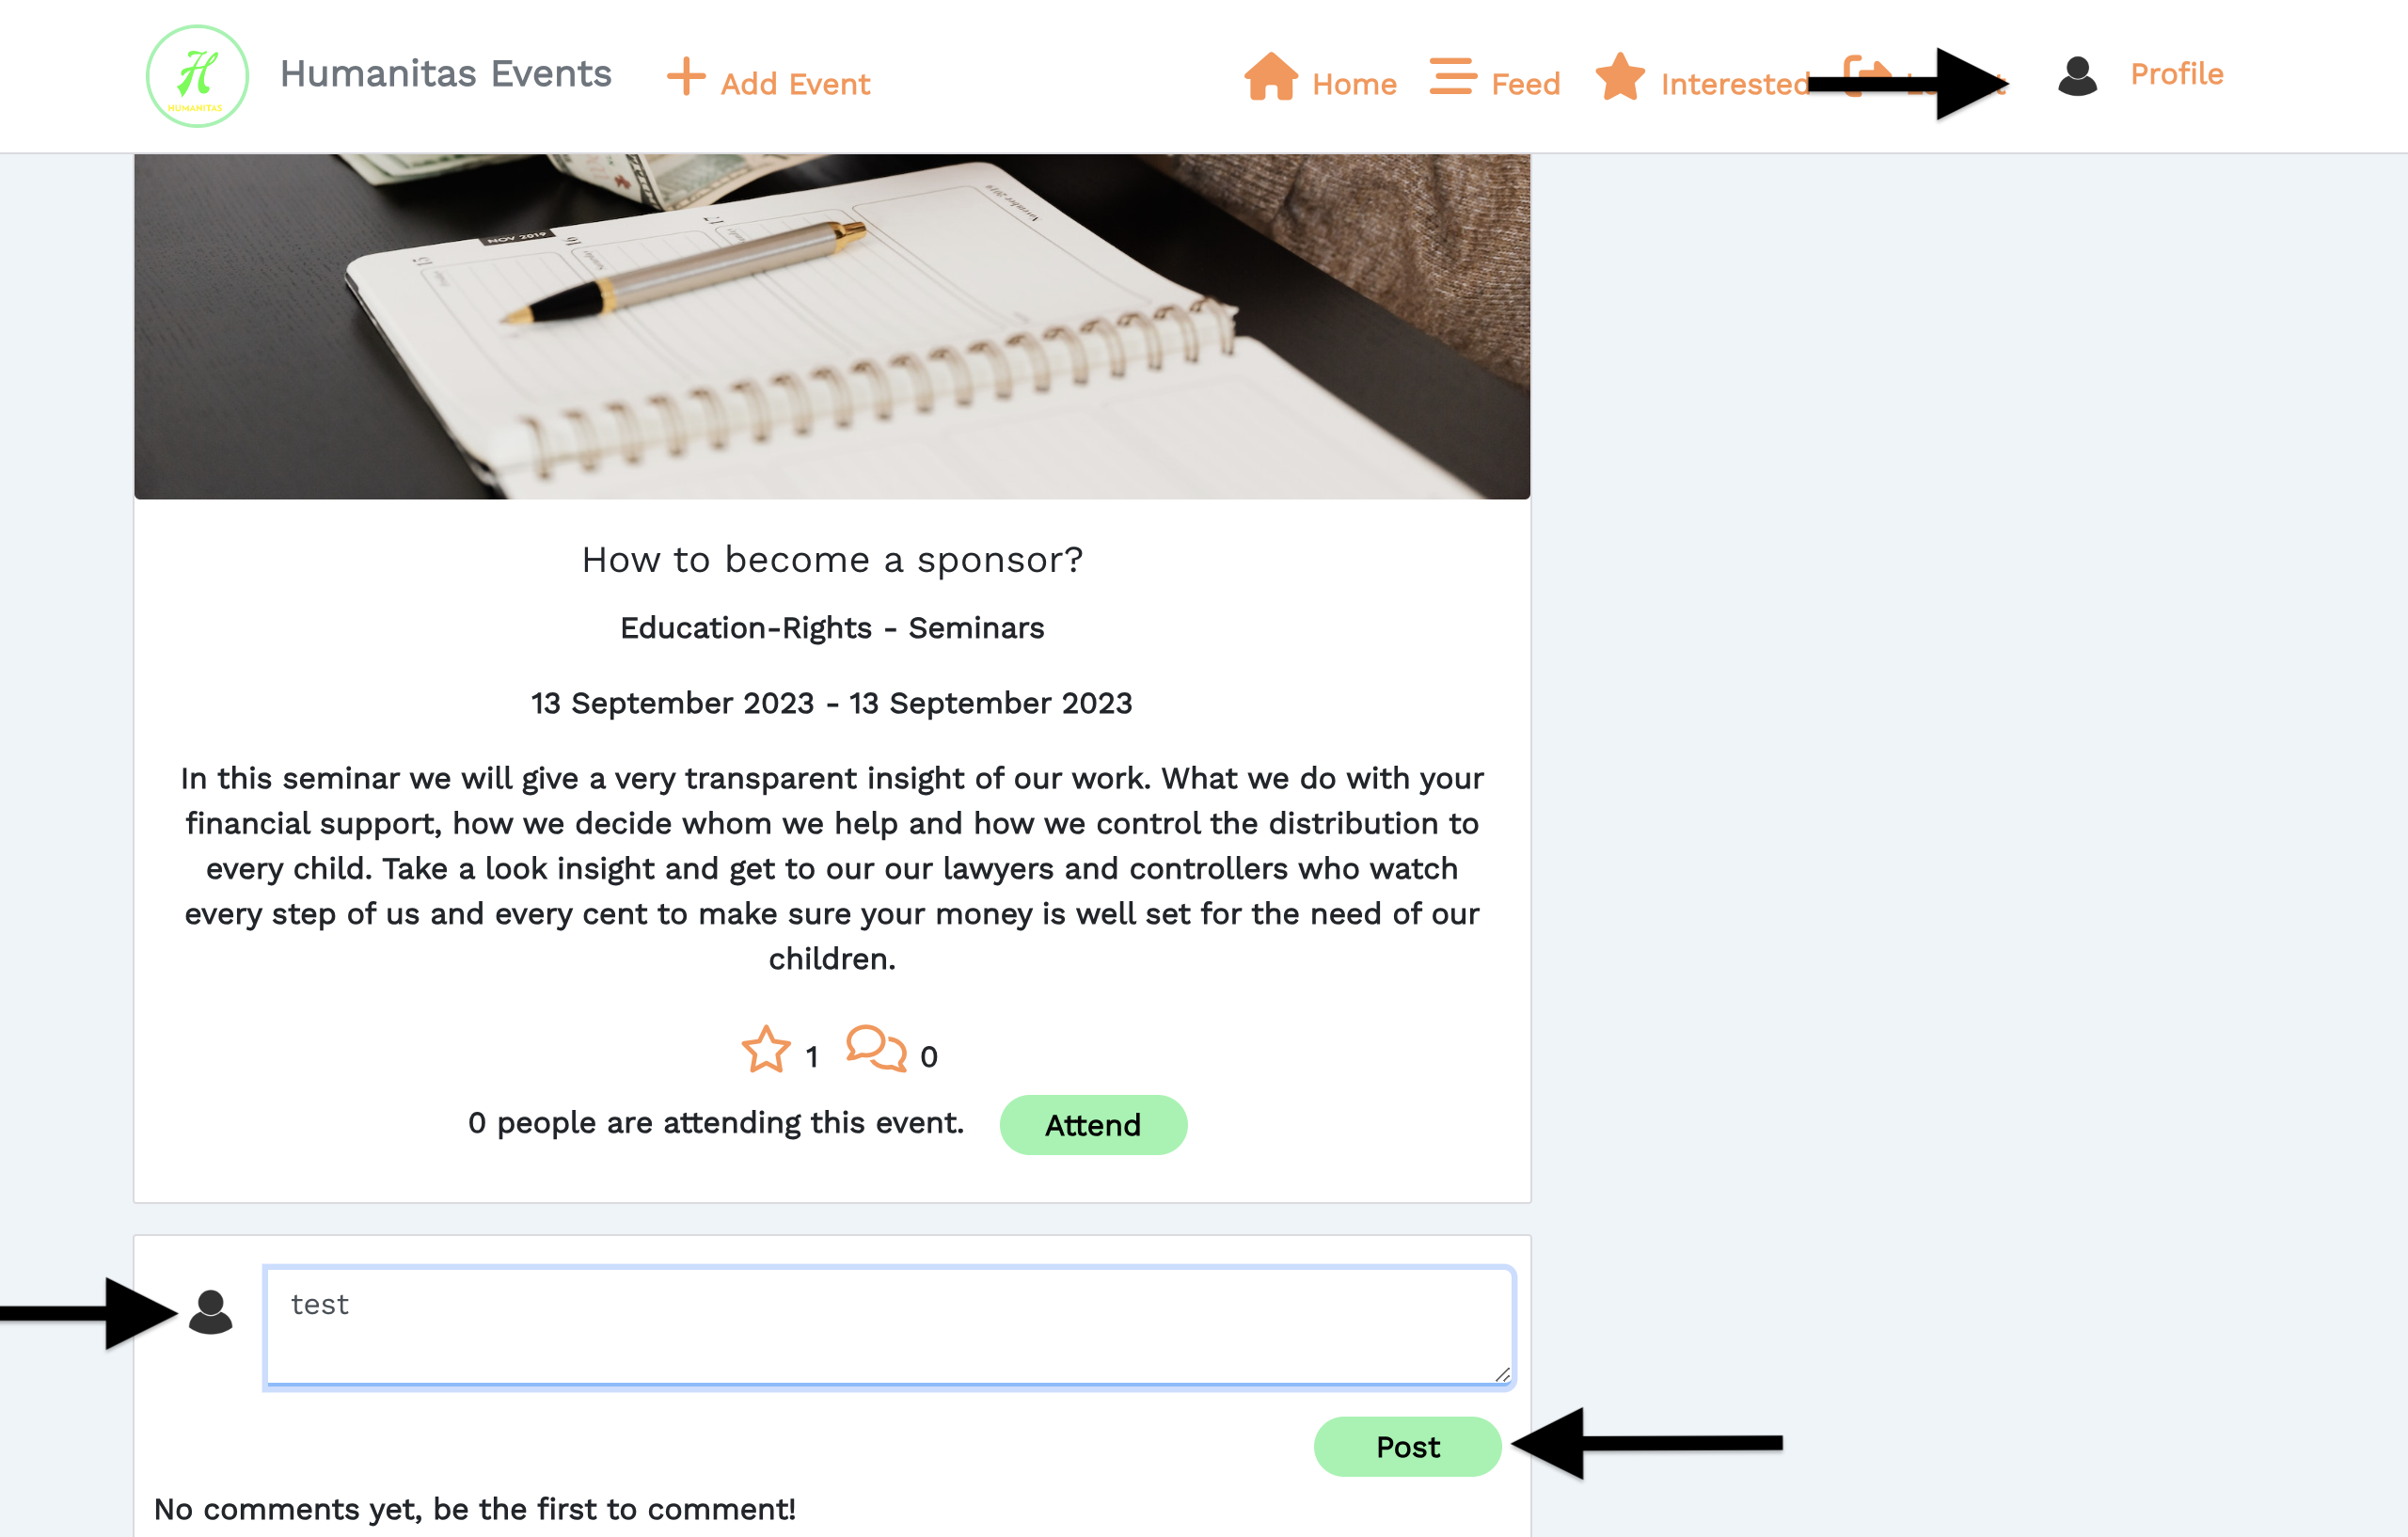 H
HUMANITAS
Humanitas Events
Add Event
Home
Feed
Interested
Profile
NOV 2019
15
16
17
November 2019
How to become a sponsor?
Education-Rights - Seminars
13 September 2023 - 13 September 2023
In this seminar we will give a very transparent insight of our work. What we do with your
financial support, how we decide whom we help and how we control the distribution to
every child. Take a look insight and get to our our lawyers and controllers who watch
every step of us and every cent to make sure your money is well set for the need of our
children.
1
0
0 people are attending this event.
Attend
test
Post
No comments yet, be the first to comment!